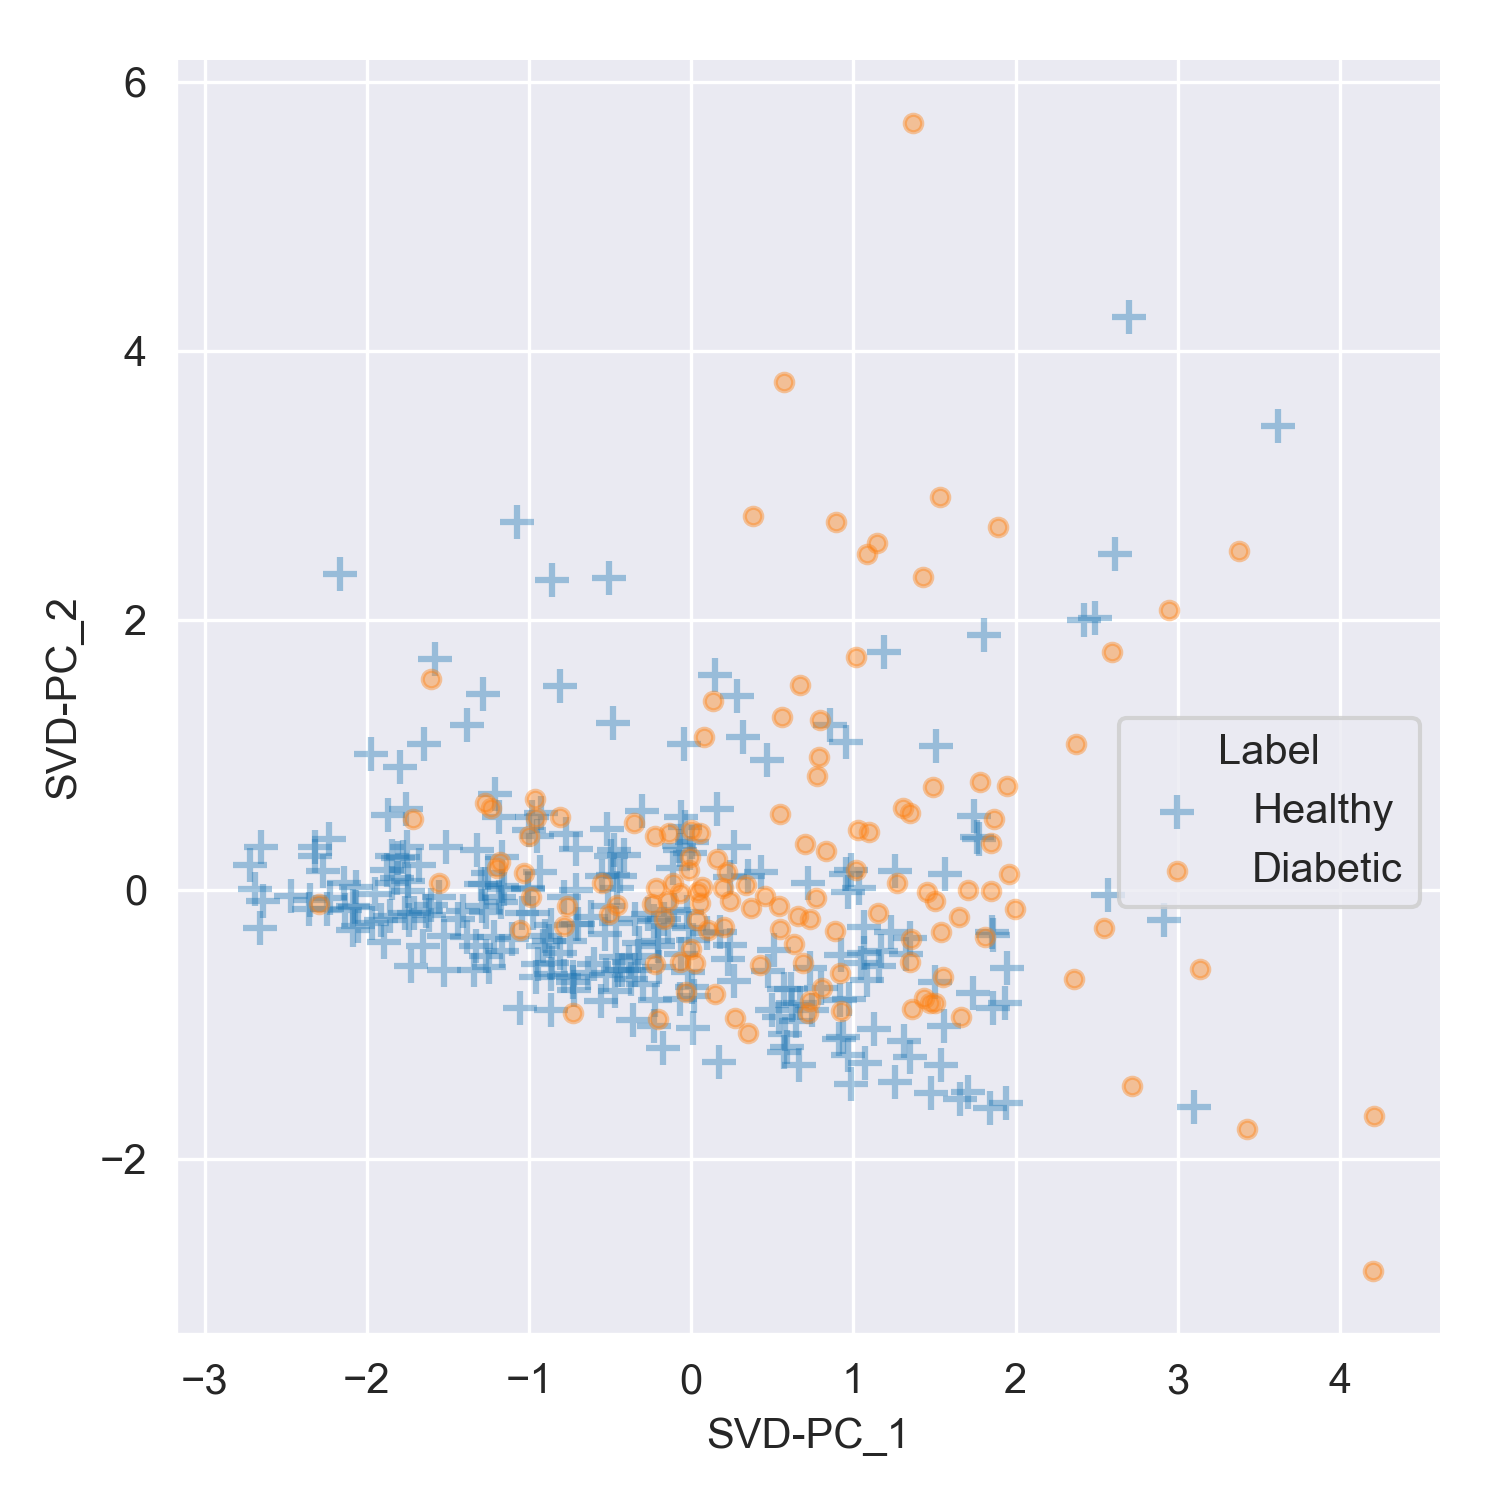 6
4
2
0
−2
SVD-PC_2
Label
Healthy
Diabetic
−3 −2 −1 0 1 2 3 4
SVD-PC_1